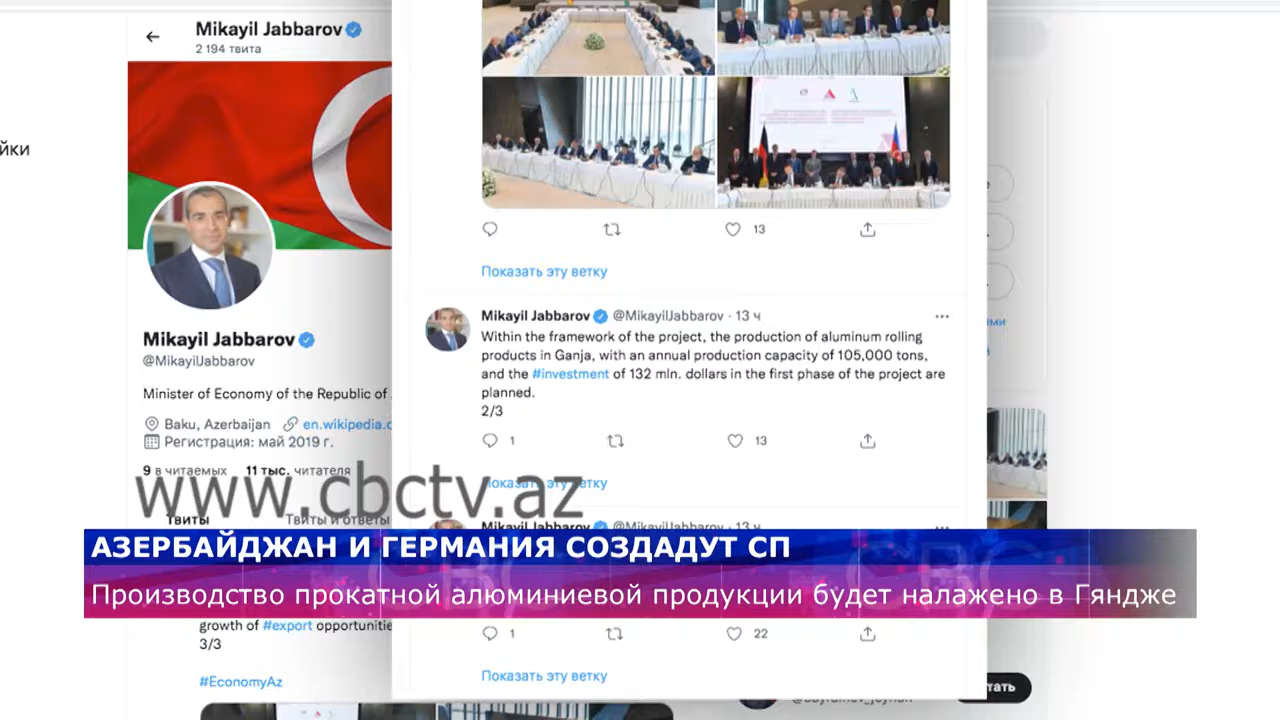 Mikayil Jabbarov
2 194 твита
йки
Mikayil Jabbarov
@MikayilJabbarov
Minister of Economy of the Republic of
Baku, Azerbaijan en.wikipedia.
Регистрация: май 2019 г.
9 в читаемых 11 тыс. читателя
Твиты Твиты и ответы
growth of #export opportunitie
3/3
#EconomyAz
13
Показать эту ветку
Mikayil Jabbarov @MikayilJabbarov · 13 ч
Within the framework of the project, the production of aluminum rolling
products in Ganja, with an annual production capacity of 105,000 tons,
and the #investment of 132 mln. dollars in the first phase of the project are
planned.
2/3
1 13
Показать эту ветку
Mikayil Jabbarov @MikayilJabbarov · 13 ч
1 22
Показать эту ветку
www.cbctv.az
АЗЕРБАЙДЖАН И ГЕРМАНИЯ СОЗДАДУТ СП
Производство прокатной алюминиевой продукции будет налажено в Гяндже